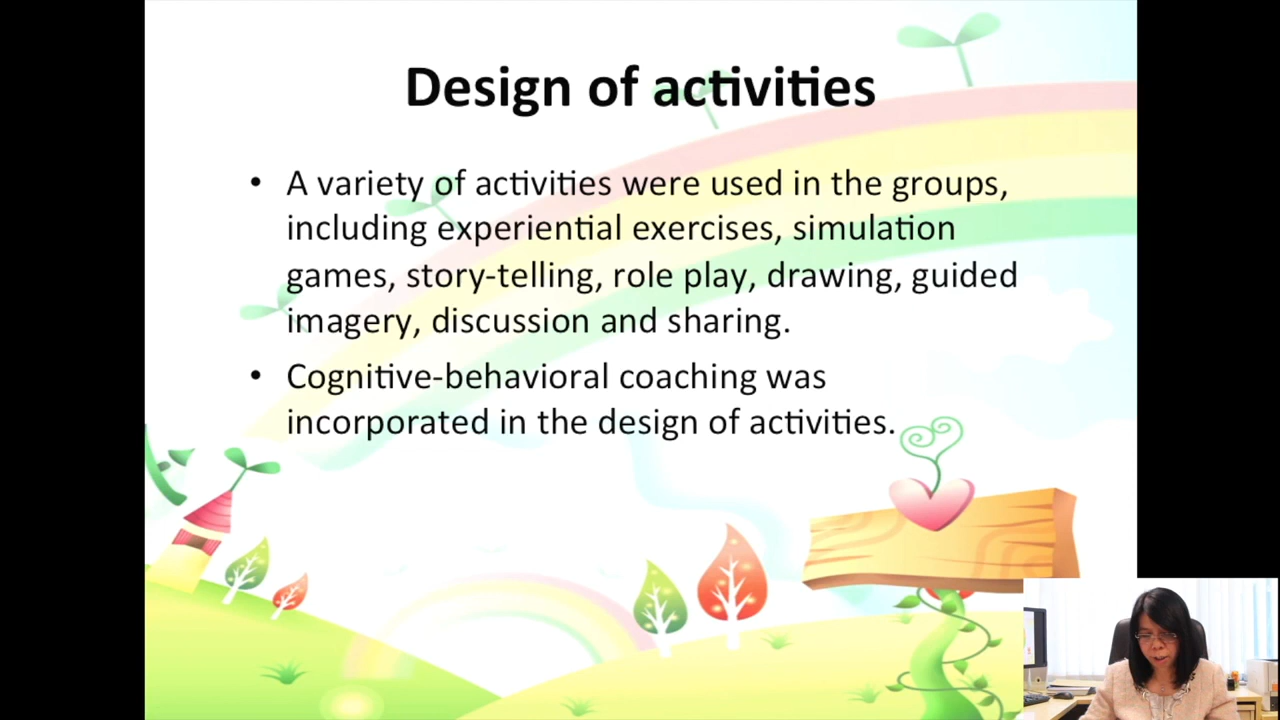 Design of activities
• A variety of activities were used in the groups,
including experiential exercises, simulation
games, story-telling, role play, drawing, guided
imagery, discussion and sharing.
• Cognitive-behavioral coaching was
incorporated in the design of activities.